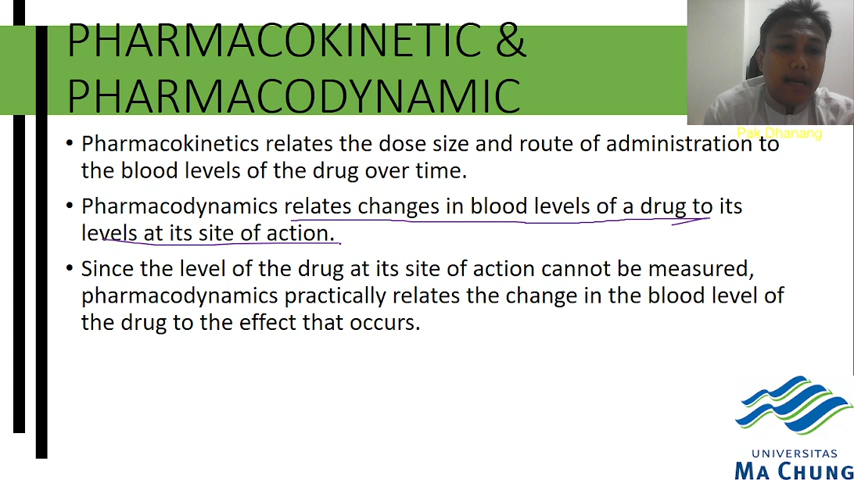 PHARMACOKINETIC &
PHARMACODYNAMIC
Pak Dhanang
• Pharmacokinetics relates the dose size and route of administration to
the blood levels of the drug over time.
• Pharmacodynamics relates changes in blood levels of a drug to its
levels at its site of action.
• Since the level of the drug at its site of action cannot be measured,
pharmacodynamics practically relates the change in the blood level of
the drug to the effect that occurs.
UNIVERSITAS
MA CHUNG